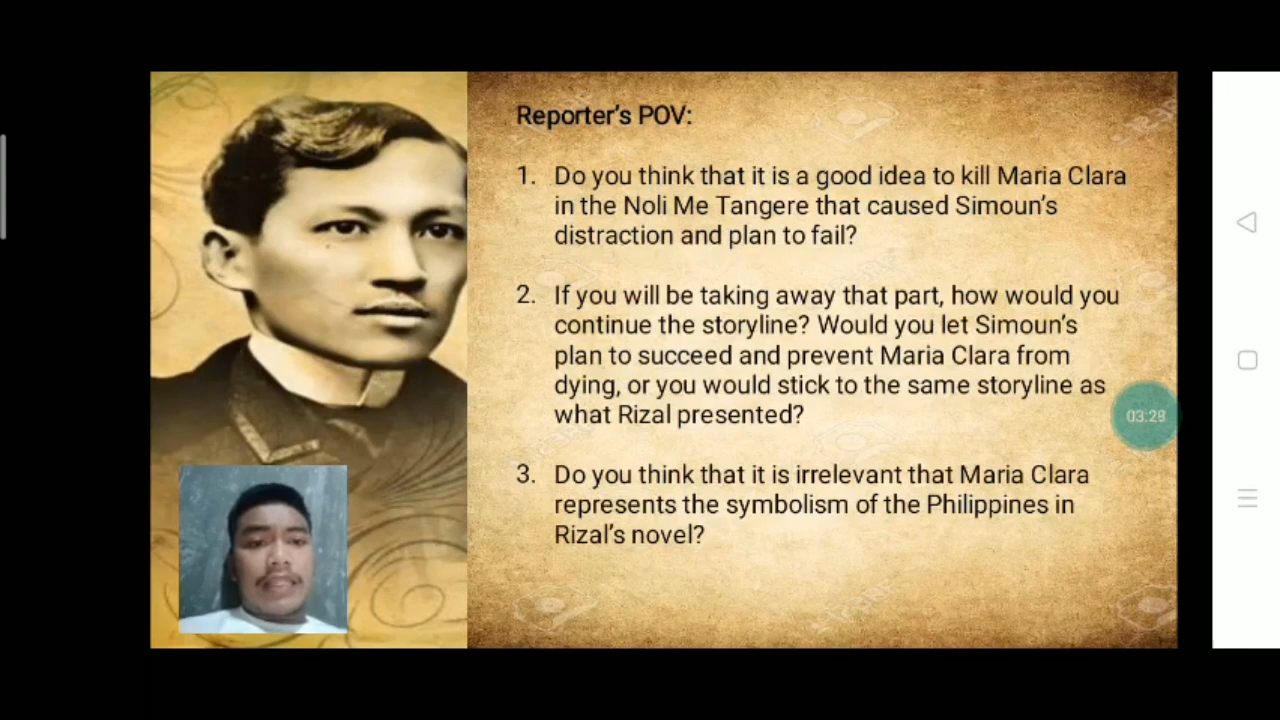 Reporter's POV:
1. Do you think that it is a good idea to kill Maria Clara
in the Noli Me Tangere that caused Simoun's
distraction and plan to fail?
2. If you will be taking away that part, how would you
continue the storyline? Would you let Simoun's
plan to succeed and prevent Maria Clara from
dying, or you would stick to the same storyline as
what Rizal presented?
03:28
3. Do you think that it is irrelevant that Maria Clara
represents the symbolism of the Philippines in
Rizal's novel?